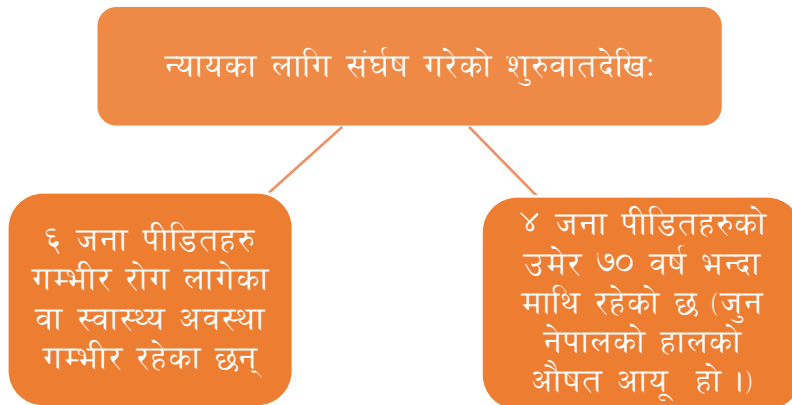 न्यायका लागि संर्घष गरेको शुरुवातदेखि:
६ जना पीडितहरु
गम्भीर रोग लागेका
वा स्वास्थ्य अवस्था
गम्भीर रहेका छन्
४ जना पीडितहरुको
उमेर ७० वर्ष भन्दा
माथि रहेको छ (जुन
नेपालको हालको
औषत आयू हो ।)